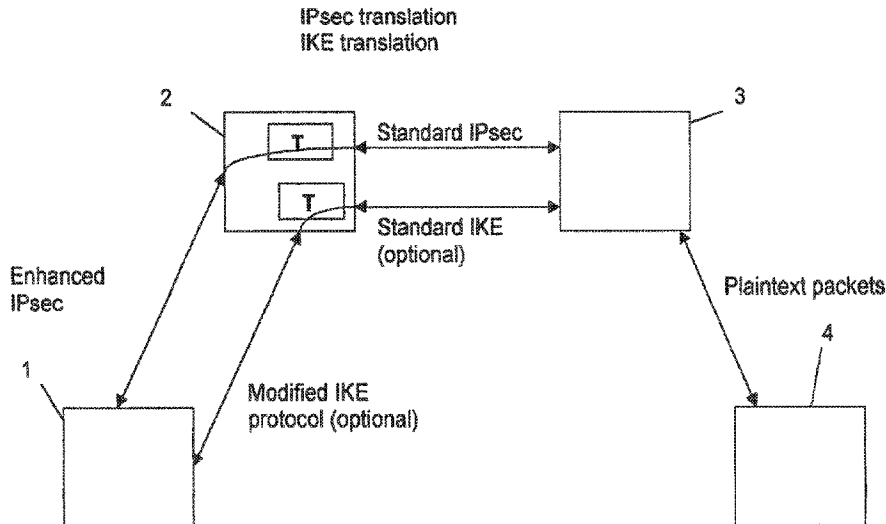 IPsec translation
IKE translation
2
3
T
Standard IPsec
T
Standard IKE
(optional)
Enhanced
IPsec
Plaintext packets
1
4
Modified IKE
protocol (optional)